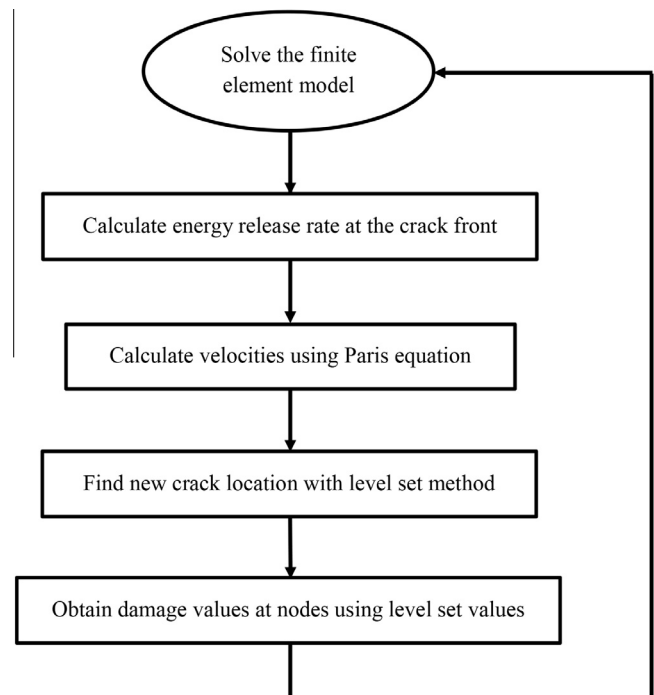 Solve the finite
element model
Calculate energy release rate at the crack front
Calculate velocities using Paris equation
Find new crack location with level set method
Obtain damage values at nodes using level set values